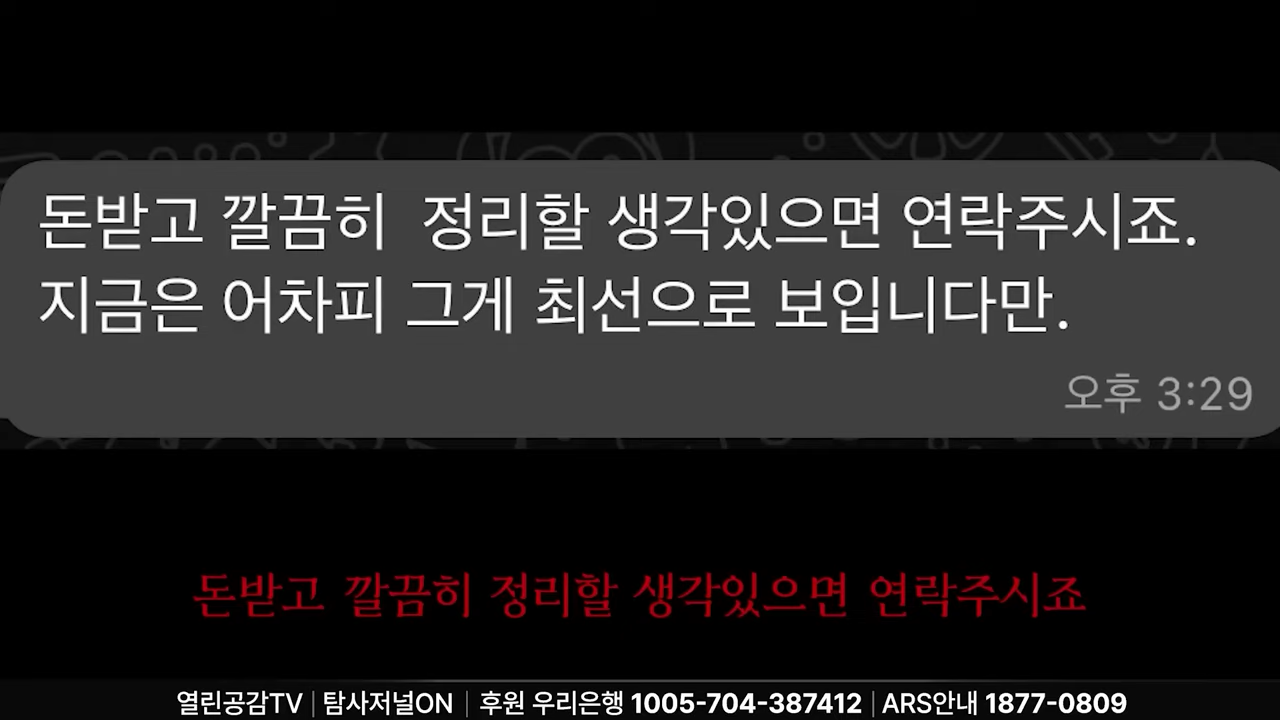 돈받고 깔끔히  정리할 생각있으면 연락주시죠.
지금은 어차피 그게 최선으로 보입니다만.
오후 3:29
돈받고 깔끔히 정리할 생각있으면 연락주시죠
열린공감TV | 탐사저널ON | 후원 우리은행 1005-704-387412 | ARS안내 1877-0809